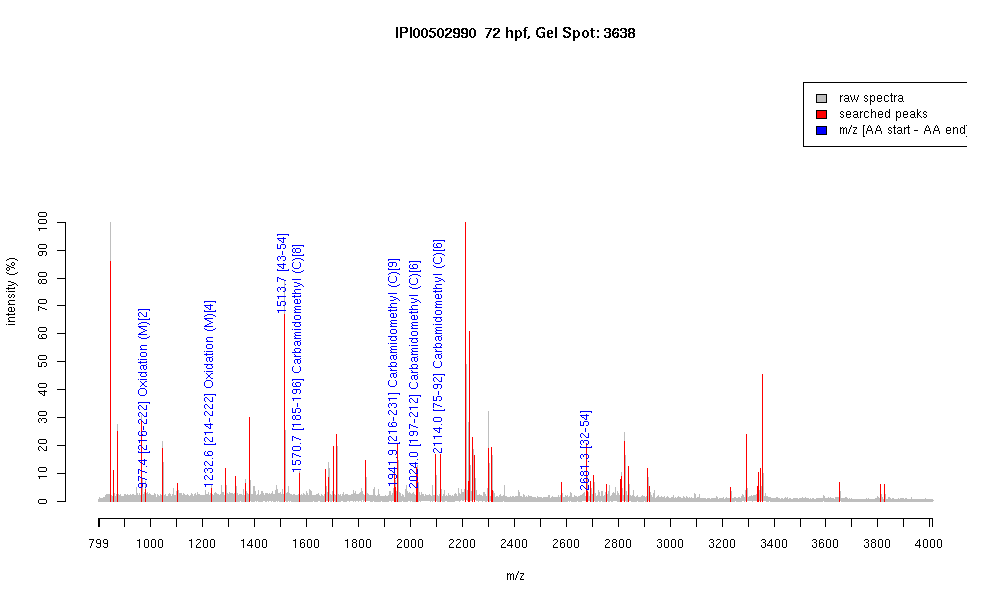 IPI00502990  72 hpf, Gel Spot: 3638
raw spectra
searched peaks
m/z [AA start - AA end]
intensity (%)
100
90
80
70
60
50
40
30
20
10
0
977.4 [216-222] Oxidation (M)[2]
1232.6 [214-222] Oxidation (M)[4]
1513.7 [43-54]
1570.7 [185-196] Carbamidomethyl (C)[8]
1941.9 [216-231] Carbamidomethyl (C)[9]
2024.0 [197-212] Carbamidomethyl (C)[6]
2114.0 [75-92] Carbamidomethyl (C)[6]
2681.3 [32-54]
799 1000 1200 1400 1600 1800 2000 2200 2400 2600 2800 3000 3200 3400 3600 3800 4000
m/z